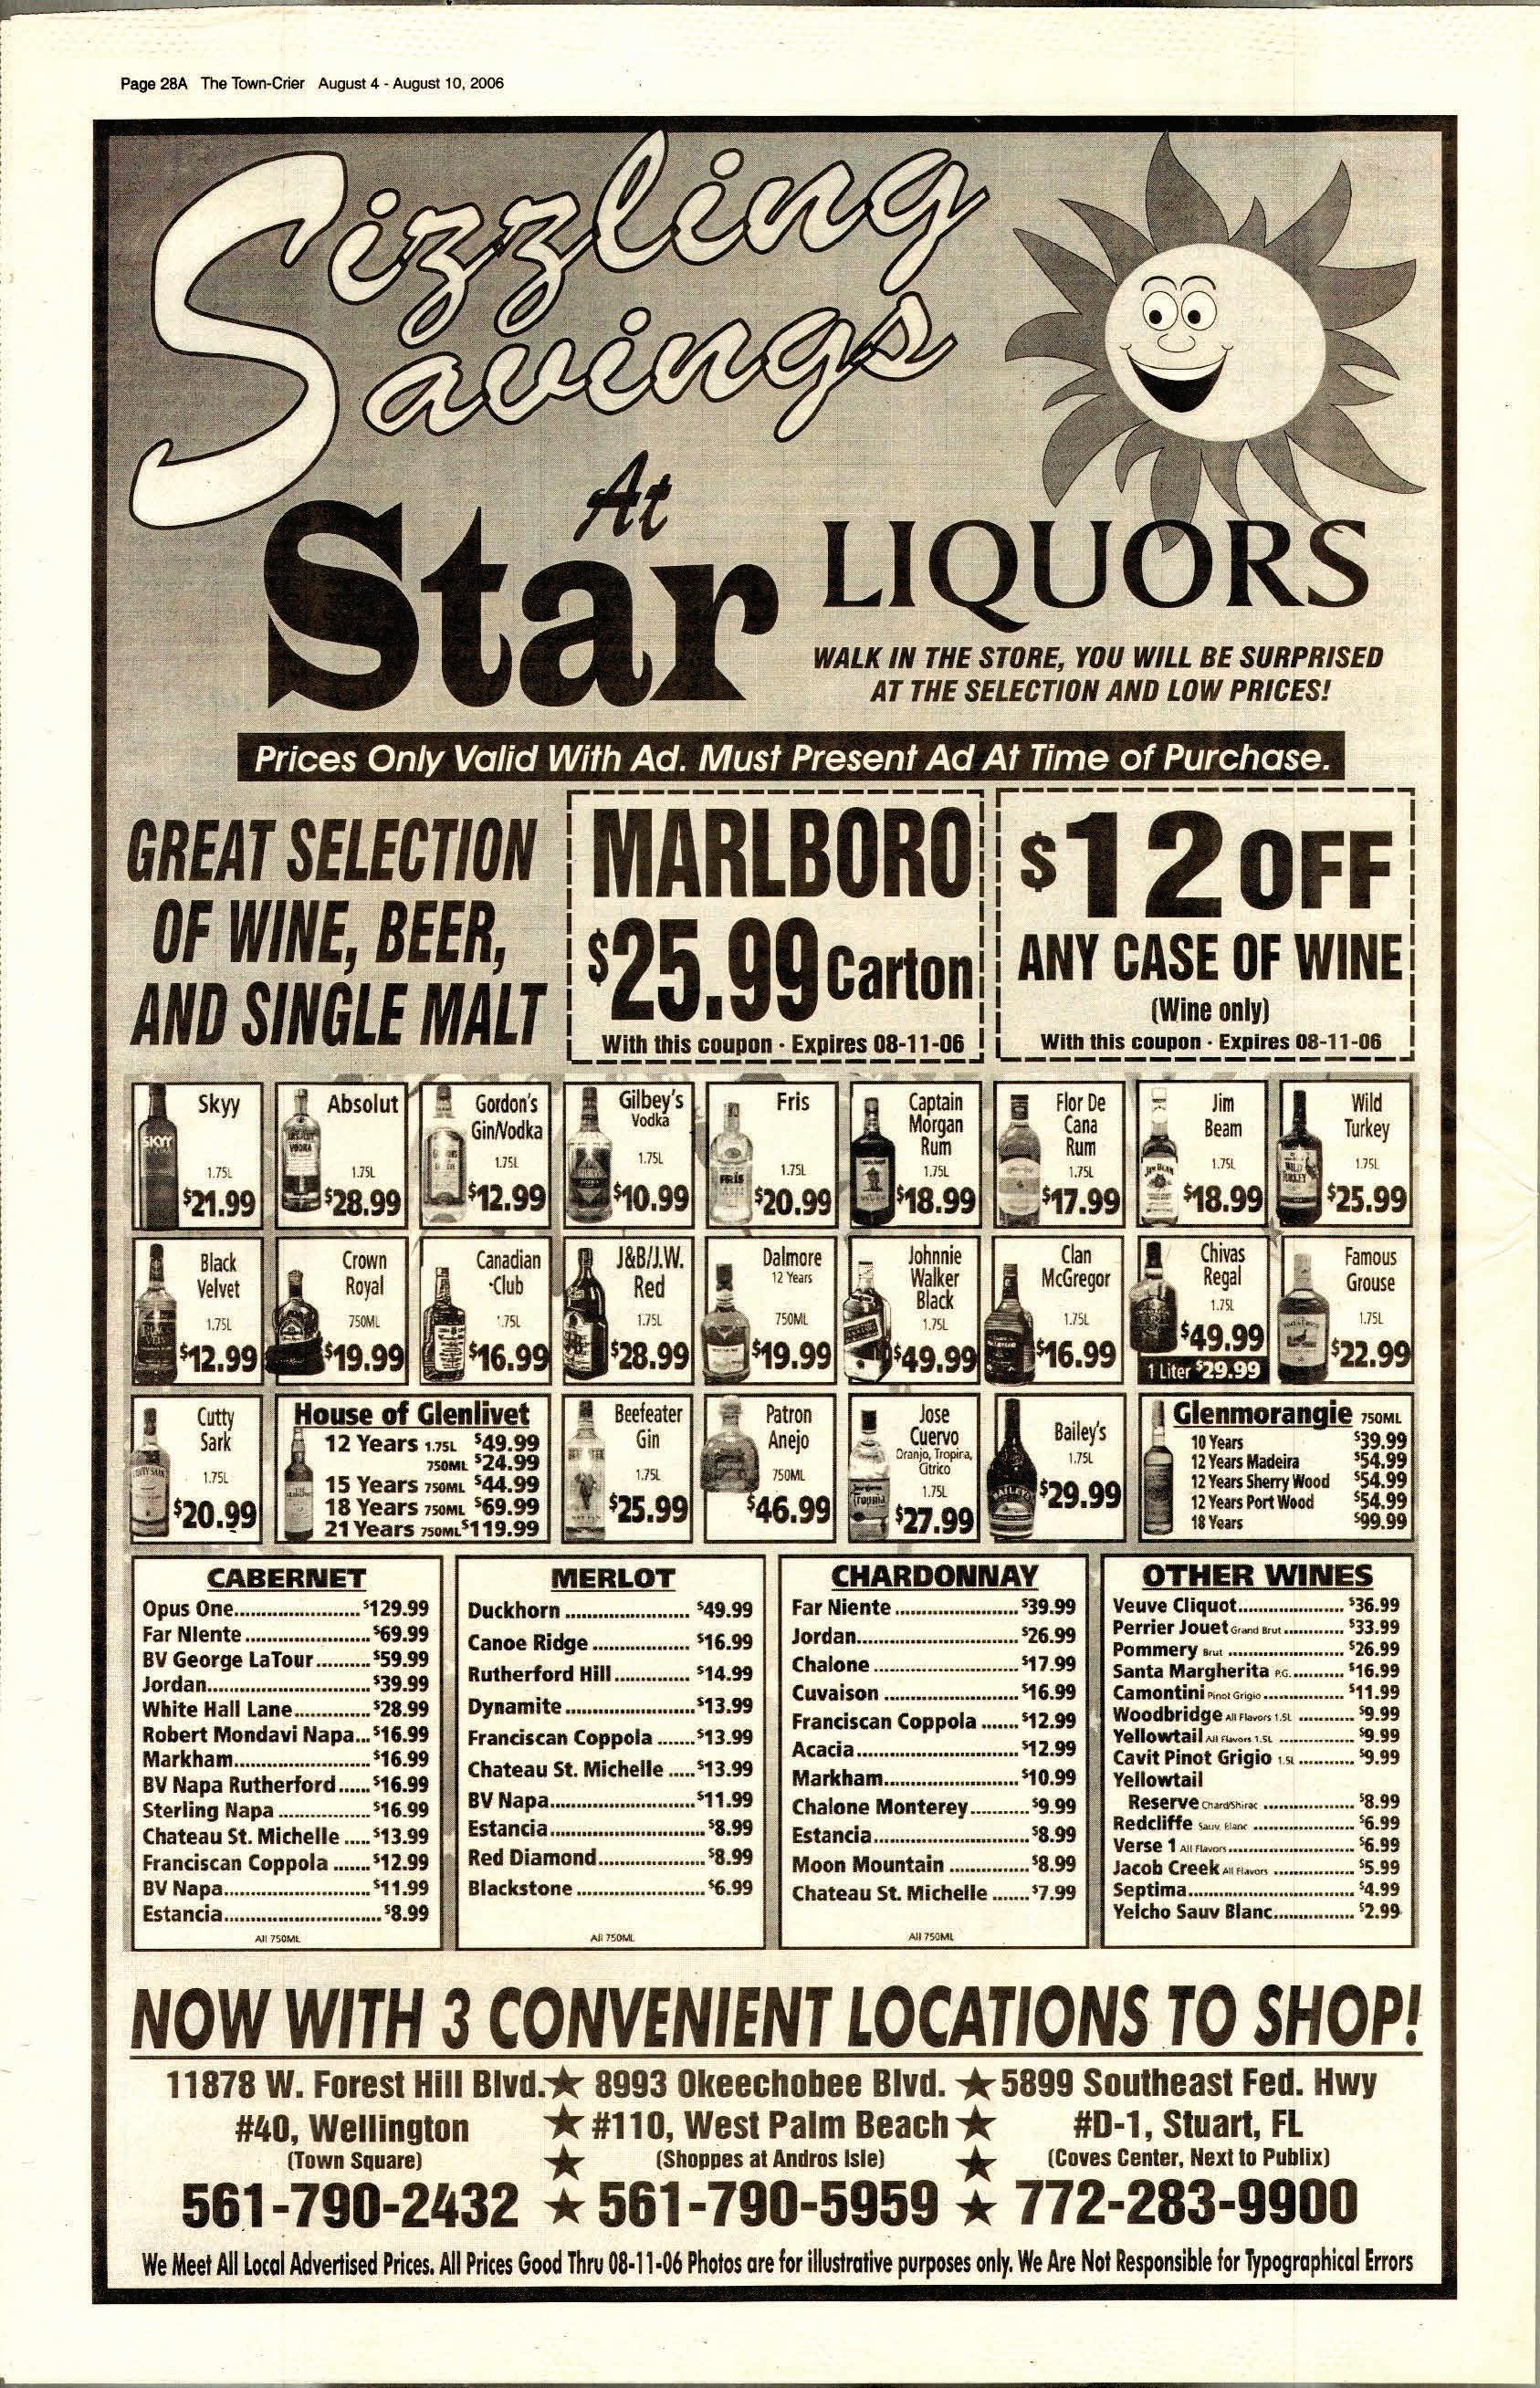 Page 28A The Town-Crier August 4 - August 10, 2006
Sizzling
Savings
At
Star LIQUORS
WALK IN THE STORE, YOU WILL BE SURPRISED
AT THE SELECTION AND LOW PRICES!
Prices Only Valid With Ad. Must Present Ad At Time of Purchase.
GREAT SELECTION
OF WINE, BEER,
AND SINGLE MALT
MARLBORO
$25.99 Carton
With this coupon · Expires 08-11-06
$12 OFF
ANY CASE OF WINE
(Wine only)
With this coupon · Expires 08-11-06
Skyy
1.75L
$21.99
Absolut
1.75L
$28.99
Gordon's
Gin/Vodka
1.75L
$12.99
Gilbey's
Vodka
1.75L
$10.99
Fris
1.75L
$20.99
Captain
Morgan
Rum
1.75L
$18.99
Flor De
Cana
Rum
1.75L
$17.99
Jim
Beam
1.75L
$18.99
Wild
Turkey
1.75L
$25.99
Black
Velvet
1.75L
$12.99
Crown
Royal
750ML
$19.99
Canadian
Club
1.75L
$16.99
J&B/J.W.
Red
1.75L
$28.99
Dalmore
12 Years
750ML
$19.99
Johnnie
Walker
Black
1.75L
$49.99
Clan
McGregor
1.75L
$16.99
Chivas
Regal
1.75L
$49.99
1 Liter $29.99
Famous
Grouse
1.75L
$22.99
Cutty
Sark
1.75L
$20.99
House of Glenlivet
12 Years 1.75L $49.99
750ML $24.99
15 Years 750ML $44.99
18 Years 750ML $69.99
21 Years 750ML $119.99
Beefeater
Gin
1.75L
$25.99
Patron
Anejo
750ML
$46.99
Jose
Cuervo
Oranjo, Tropira,
Citrico
1.75L
$27.99
Bailey's
1.75L
$29.99
Glenmorangie 750ML
10 Years $39.99
12 Years Madeira $54.99
12 Years Sherry Wood $54.99
12 Years Port Wood $54.99
18 Years $99.99
CABERNET
Opus One........................$129.99
Far NIente........................$69.99
BV George LaTour..........$59.99
Jordan................................$39.99
White Hall Lane..............$28.99
Robert Mondavi Napa...$16.99
Markham..........................$16.99
BV Napa Rutherford......$16.99
Sterling Napa..................$16.99
Chateau St. Michelle.....$13.99
Franciscan Coppola.......$12.99
BV Napa............................$11.99
Estancia..............................$8.99
All 750ML
MERLOT
Duckhorn........................$49.99
Canoe Ridge..................$16.99
Rutherford Hill..............$14.99
Dynamite.........................$13.99
Franciscan Coppola.......$13.99
Chateau St. Michelle.....$13.99
BV Napa............................$11.99
Estancia..............................$8.99
Red Diamond....................$8.99
Blackstone.........................$6.99
All 750ML
CHARDONNAY
Far Niente........................$39.99
Jordan...............................$26.99
Chalone............................$17.99
Cuvaison..........................$16.99
Franciscan Coppola.......$12.99
Acacia...............................$12.99
Markham..........................$10.99
Chalone Monterey...........$9.99
Estancia..............................$8.99
Moon Mountain...............$8.99
Chateau St. Michelle.......$7.99
All 750ML
OTHER WINES
Veuve Cliquot....................$36.99
Perrier Jouet Grand Brut............$33.99
Pommery Brut.......................$26.99
Santa Margherita P.G...........$16.99
Camontini Pinot Grigio................$11.99
Woodbridge All Flavors 1.5L...........$9.99
Yellowtail All Flavors 1.5L...............$9.99
Cavit Pinot Grigio 1.5L...........$9.99
Yellowtail
Reserve Chard/Shirac..................$8.99
Redcliffe Sauv. Blanc....................$6.99
Verse 1 All Flavors.........................$6.99
Jacob Creek All Flavors................$5.99
Septima................................$4.99
Yelcho Sauv Blanc................$2.99
NOW WITH 3 CONVENIENT LOCATIONS TO SHOP!
11878 W. Forest Hill Blvd.
#40, Wellington
(Town Square)
561-790-2432
8993 Okeechobee Blvd.
#110, West Palm Beach
(Shoppes at Andros Isle)
561-790-5959
5899 Southeast Fed. Hwy
#D-1, Stuart, FL
(Coves Center, Next to Publix)
772-283-9900
We Meet All Local Advertised Prices. All Prices Good Thru 08-11-06 Photos are for illustrative purposes only. We Are Not Responsible for Typographical Errors